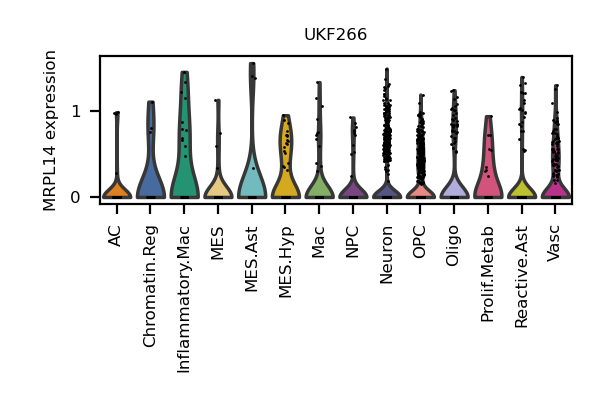 UKF266
MRPL14 expression
1
0
AC
Chromatin.Reg
Inflammatory.Mac
MES
MES.Ast
MES.Hyp
Mac
NPC
Neuron
OPC
Oligo
Prolif.Metab
Reactive.Ast
Vasc